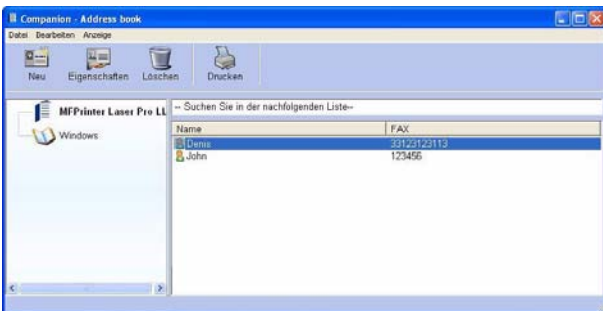 Companion - Address book
Datei Bearbeiten Anzeige
Neu Eigenschaften Löschen Drucken
MFPrinter Laser Pro LL
Windows
-- Suchen Sie in der nachfolgenden Liste--
Name FAX
Denis 33123123113
John 123456